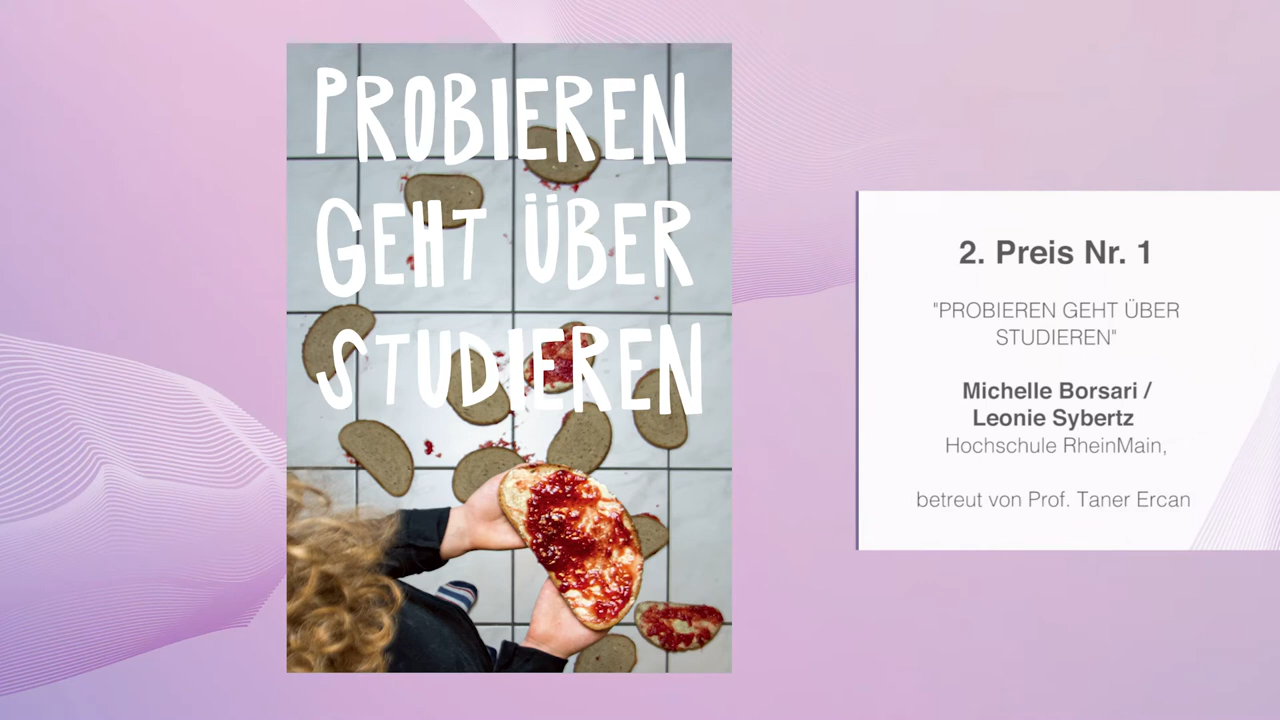 PROBIEREN
GEHT ÜBER
STUDIEREN
2. Preis Nr. 1
"PROBIEREN GEHT ÜBER
STUDIEREN"
Michelle Borsari /
Leonie Sybertz
Hochschule RheinMain,
betreut von Prof. Taner Ercan